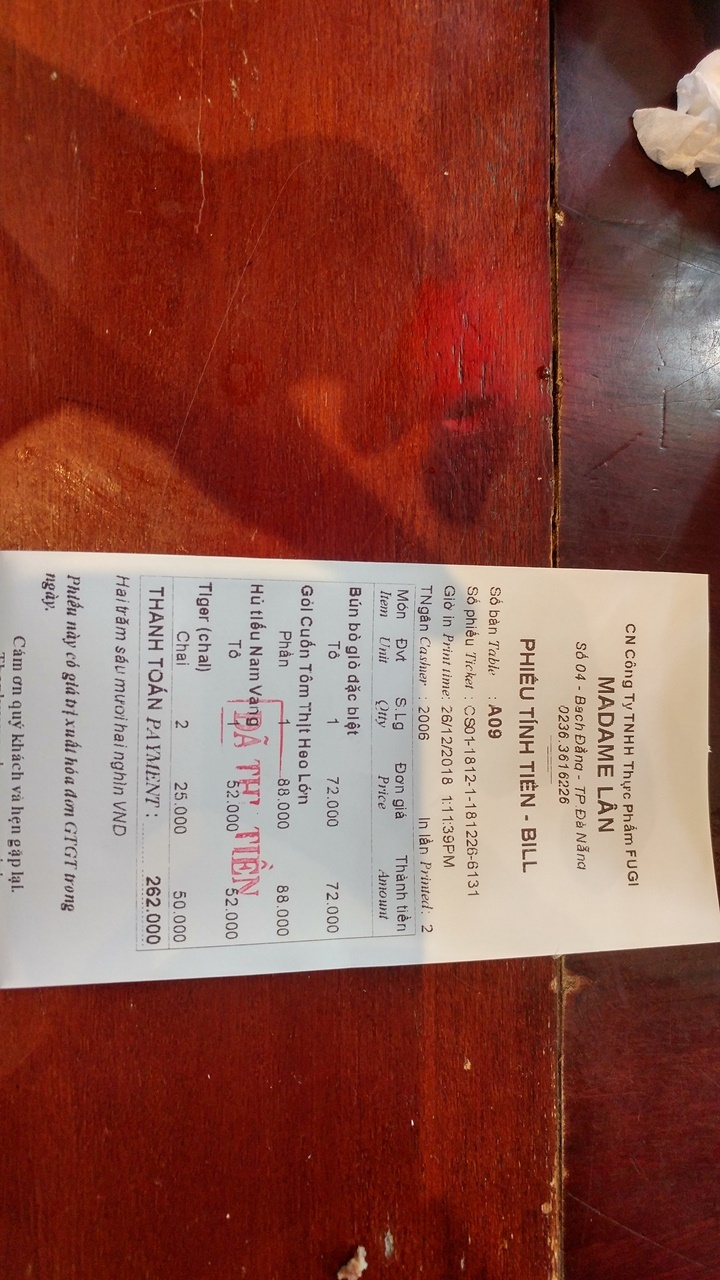 CN Công Ty TNHH Thực Phẩm FUGI
MADAME LÂN
Số 04 - Bạch Đằng - TP.Đà Nẵng
0236.3616226
PHIẾU TÍNH TIỀN - BILL
Số bàn Table : A09
Số phiếu Ticket : CS01-1812-1-181226-6131
Giờ in Print time: 26/12/2018 1:11:39PM
TNgân Cashier : 2006 In lần Printed: 2
Món Đvt S.Lg Đơn giá Thành tiền
Item Unit Qty Price Amount
Bún bò giò đặc biệt
Tô 1 72.000 72.000
Gỏi Cuốn Tôm Thịt Heo Lớn
Phần 1 88.000 88.000
Hủ tiếu Nam Vang
Tô 52.000 52.000
ĐÃ THU TIỀN
Tiger (chai)
Chai 2 25.000 50.000
THANH TOÁN PAYMENT : 262.000
Hai trăm sáu mươi hai nghìn VND
Phiếu này có giá trị xuất hóa đơn GTGT trong
ngày.
Cám ơn quý khách và hẹn gặp lại.